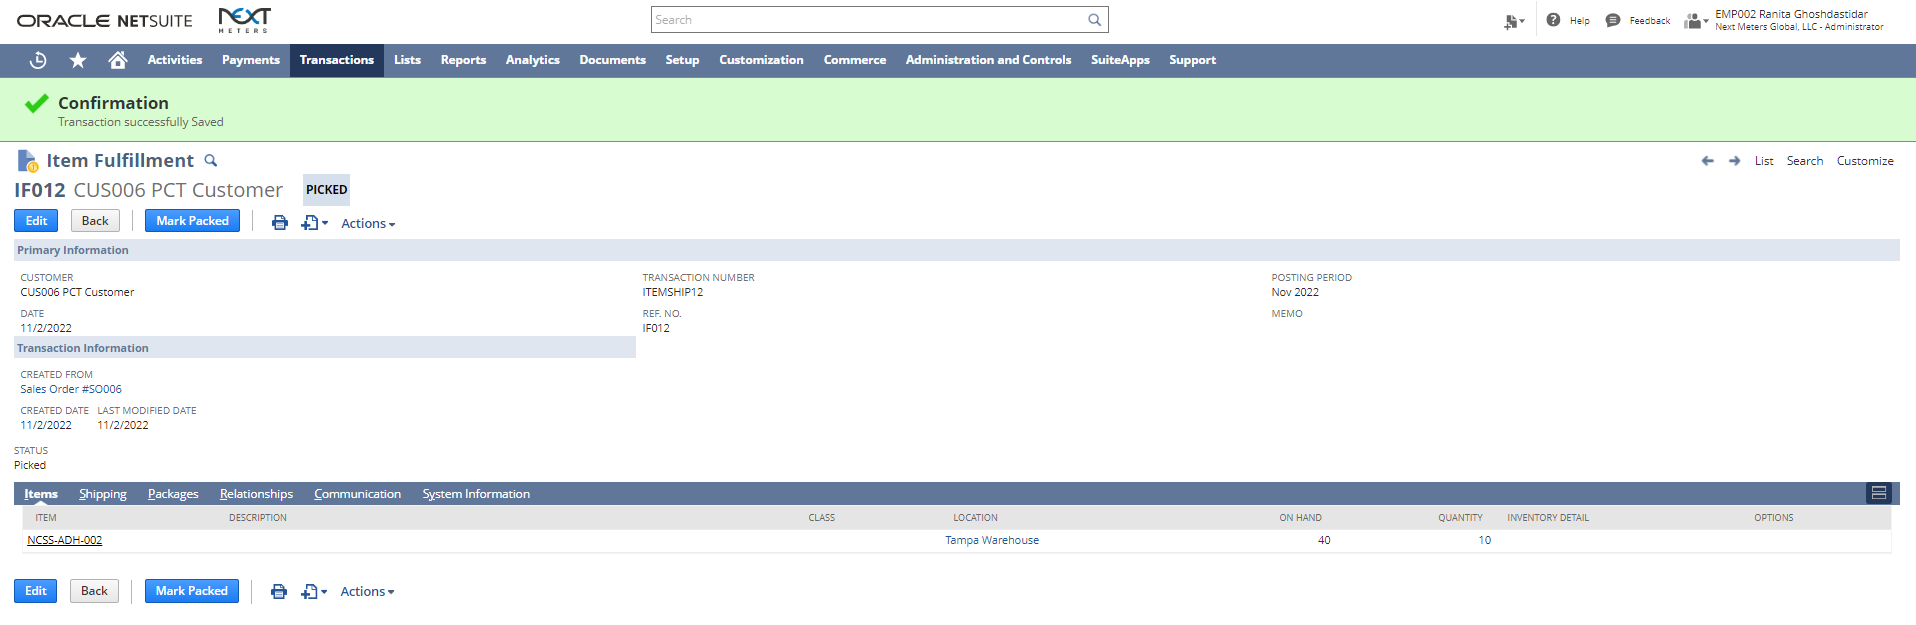 ORACLE NETSUITE NEXT METERS Search Help Feedback EMP002 Ranita Ghoshdastidar
Next Meters Global, LLC - Administrator
Activities Payments Transactions Lists Reports Analytics Documents Setup Customization Commerce Administration and Controls SuiteApps Support
Confirmation
Transaction successfully Saved
Item Fulfillment List Search Customize
IF012 CUS006 PCT Customer PICKED
Edit Back Mark Packed Actions
Primary Information
CUSTOMER TRANSACTION NUMBER POSTING PERIOD
CUS006 PCT Customer ITEMSHIP12 Nov 2022
DATE REF. NO. MEMO
11/2/2022 IF012
Transaction Information
CREATED FROM
Sales Order #SO006
CREATED DATE LAST MODIFIED DATE
11/2/2022 11/2/2022
STATUS
Picked
Items Shipping Packages Relationships Communication System Information
ITEM DESCRIPTION CLASS LOCATION ON HAND QUANTITY INVENTORY DETAIL OPTIONS
NCSS-ADH-002 Tampa Warehouse 40 10
Edit Back Mark Packed Actions